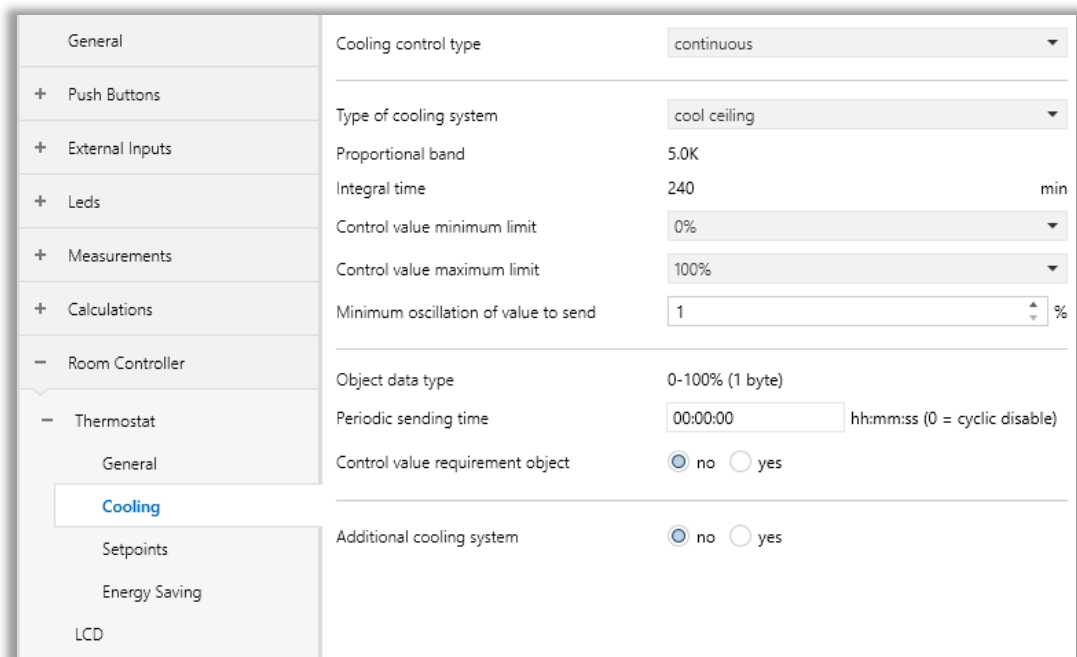 General
+ Push Buttons
+ External Inputs
+ Leds
+ Measurements
+ Calculations
− Room Controller
− Thermostat
General
Cooling
Setpoints
Energy Saving
LCD
Cooling control type continuous
Type of cooling system cool ceiling
Proportional band 5.0K
Integral time 240 min
Control value minimum limit 0%
Control value maximum limit 100%
Minimum oscillation of value to send 1 %
Object data type 0-100% (1 byte)
Periodic sending time 00:00:00 hh:mm:ss (0 = cyclic disable)
Control value requirement object no yes
Additional cooling system no yes